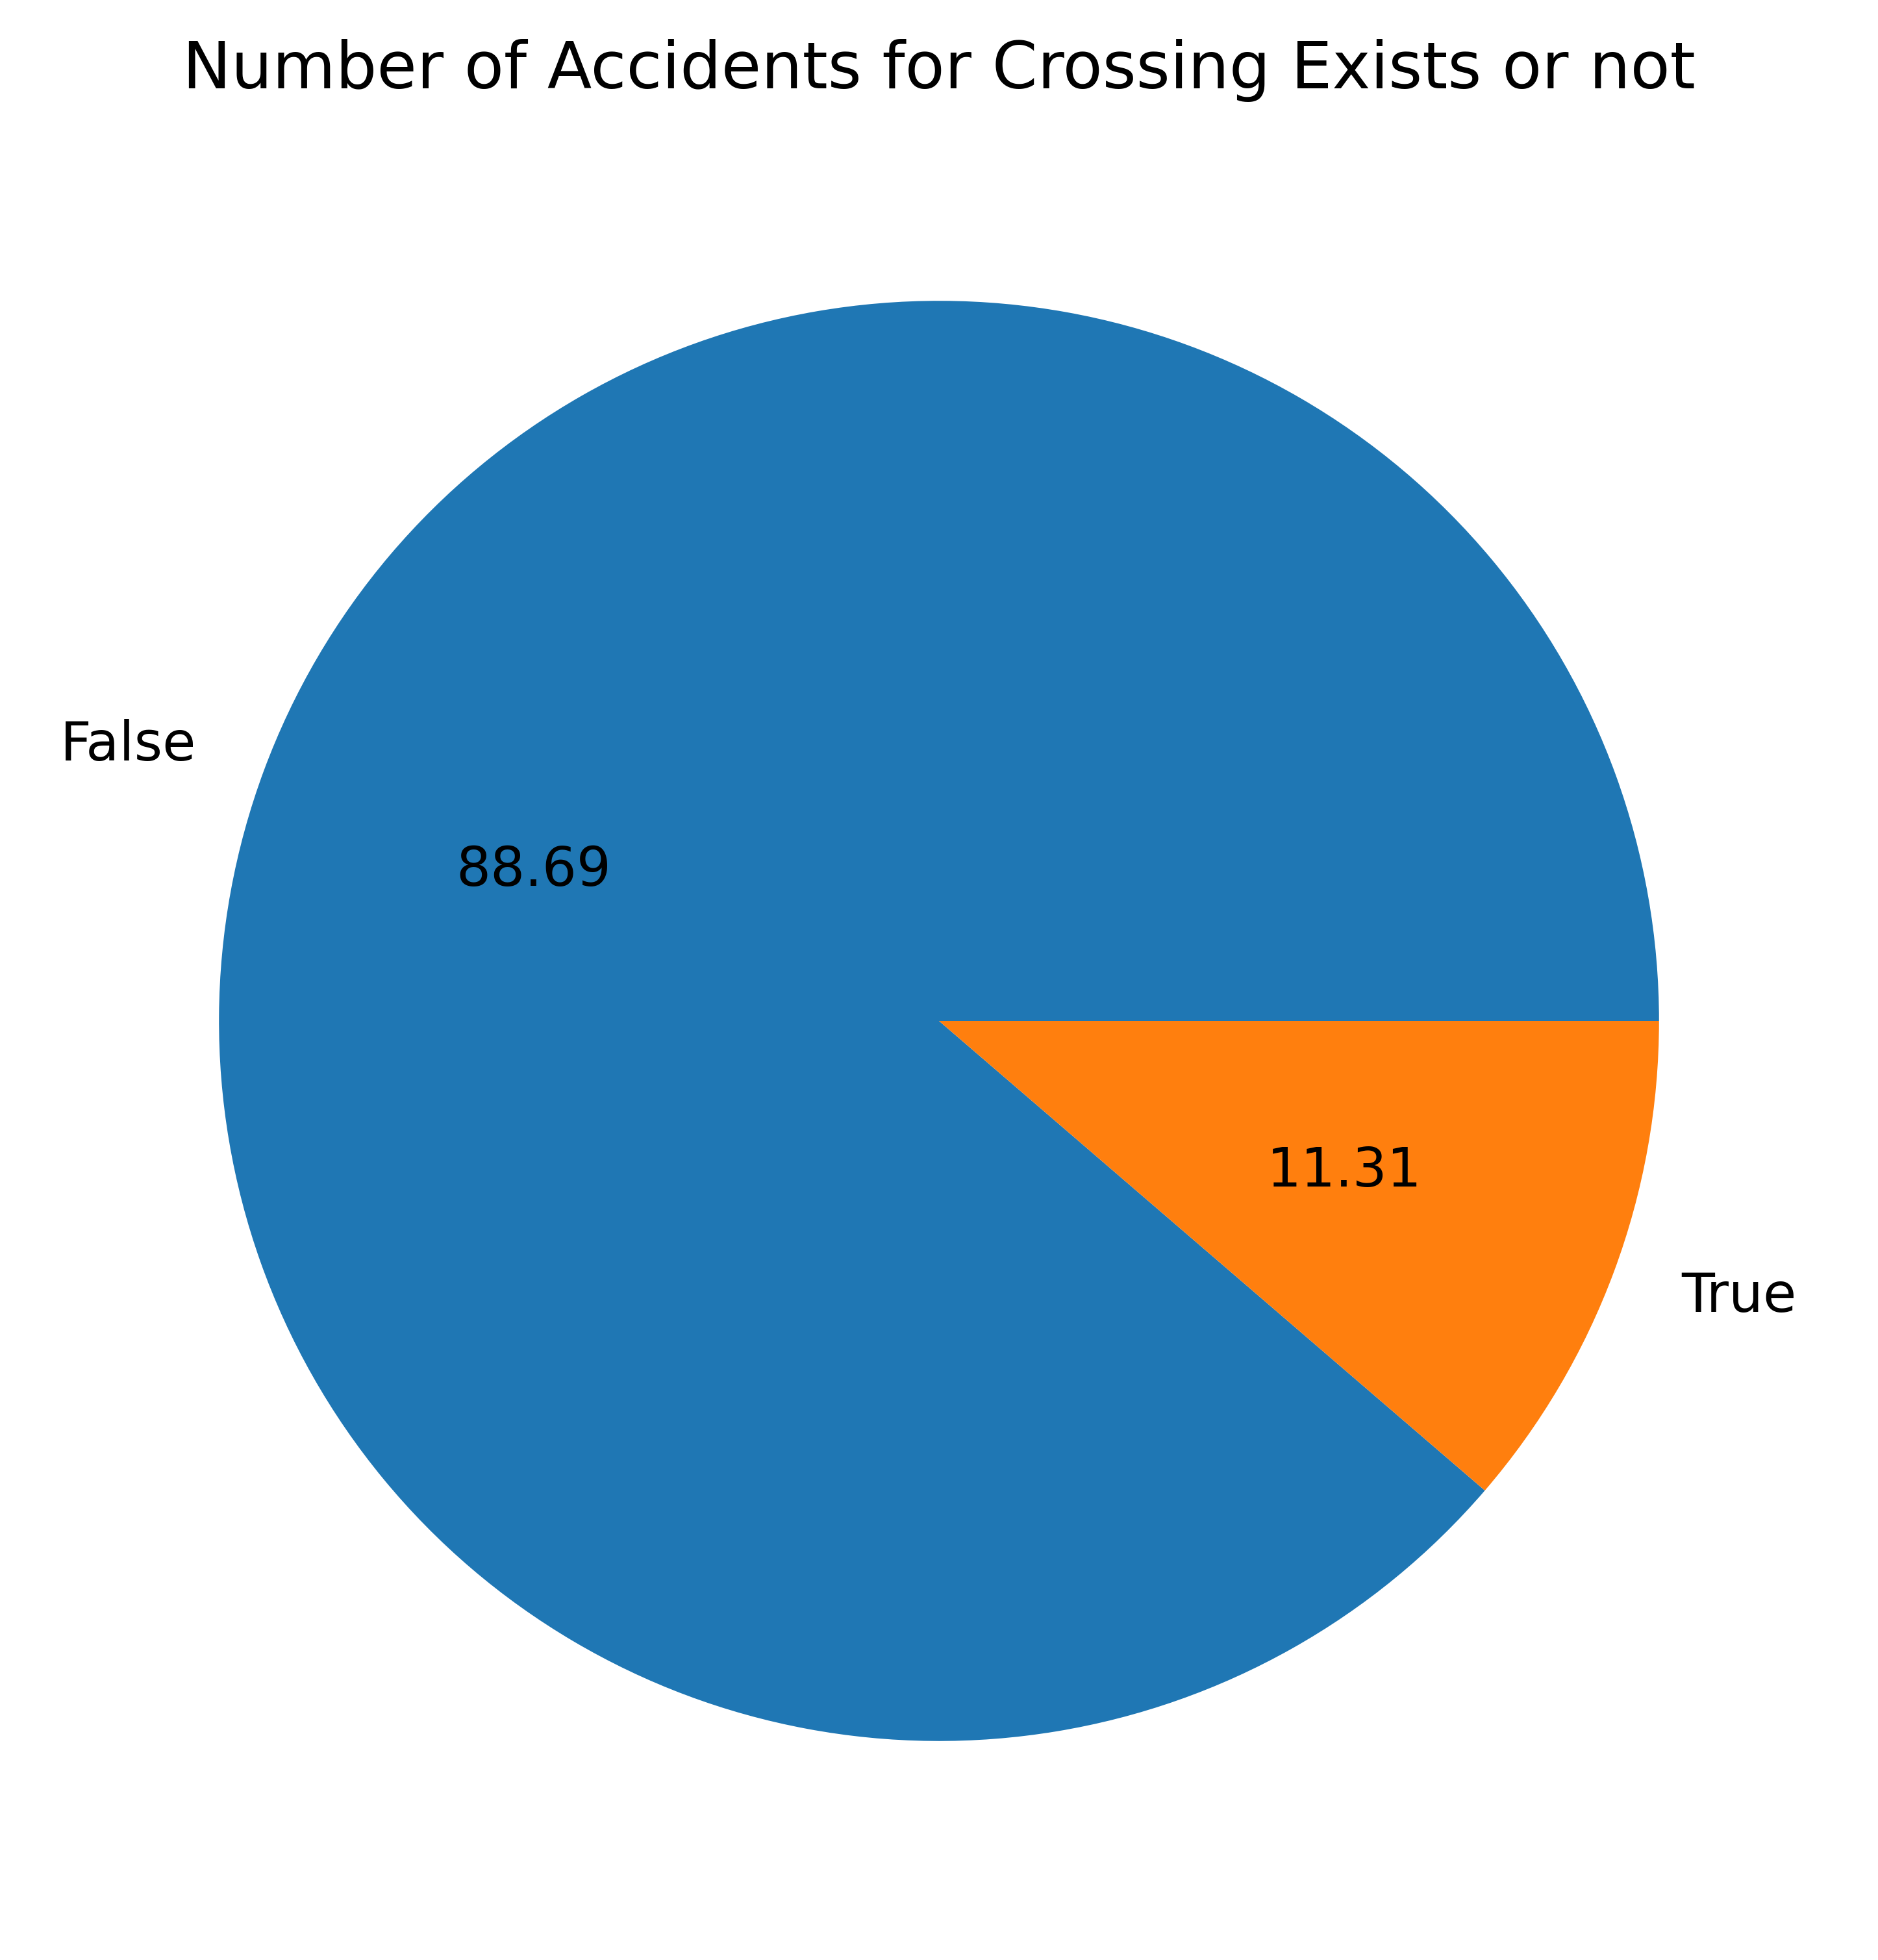 Number of Accidents for Crossing Exists or not
False
88.69
11.31
True